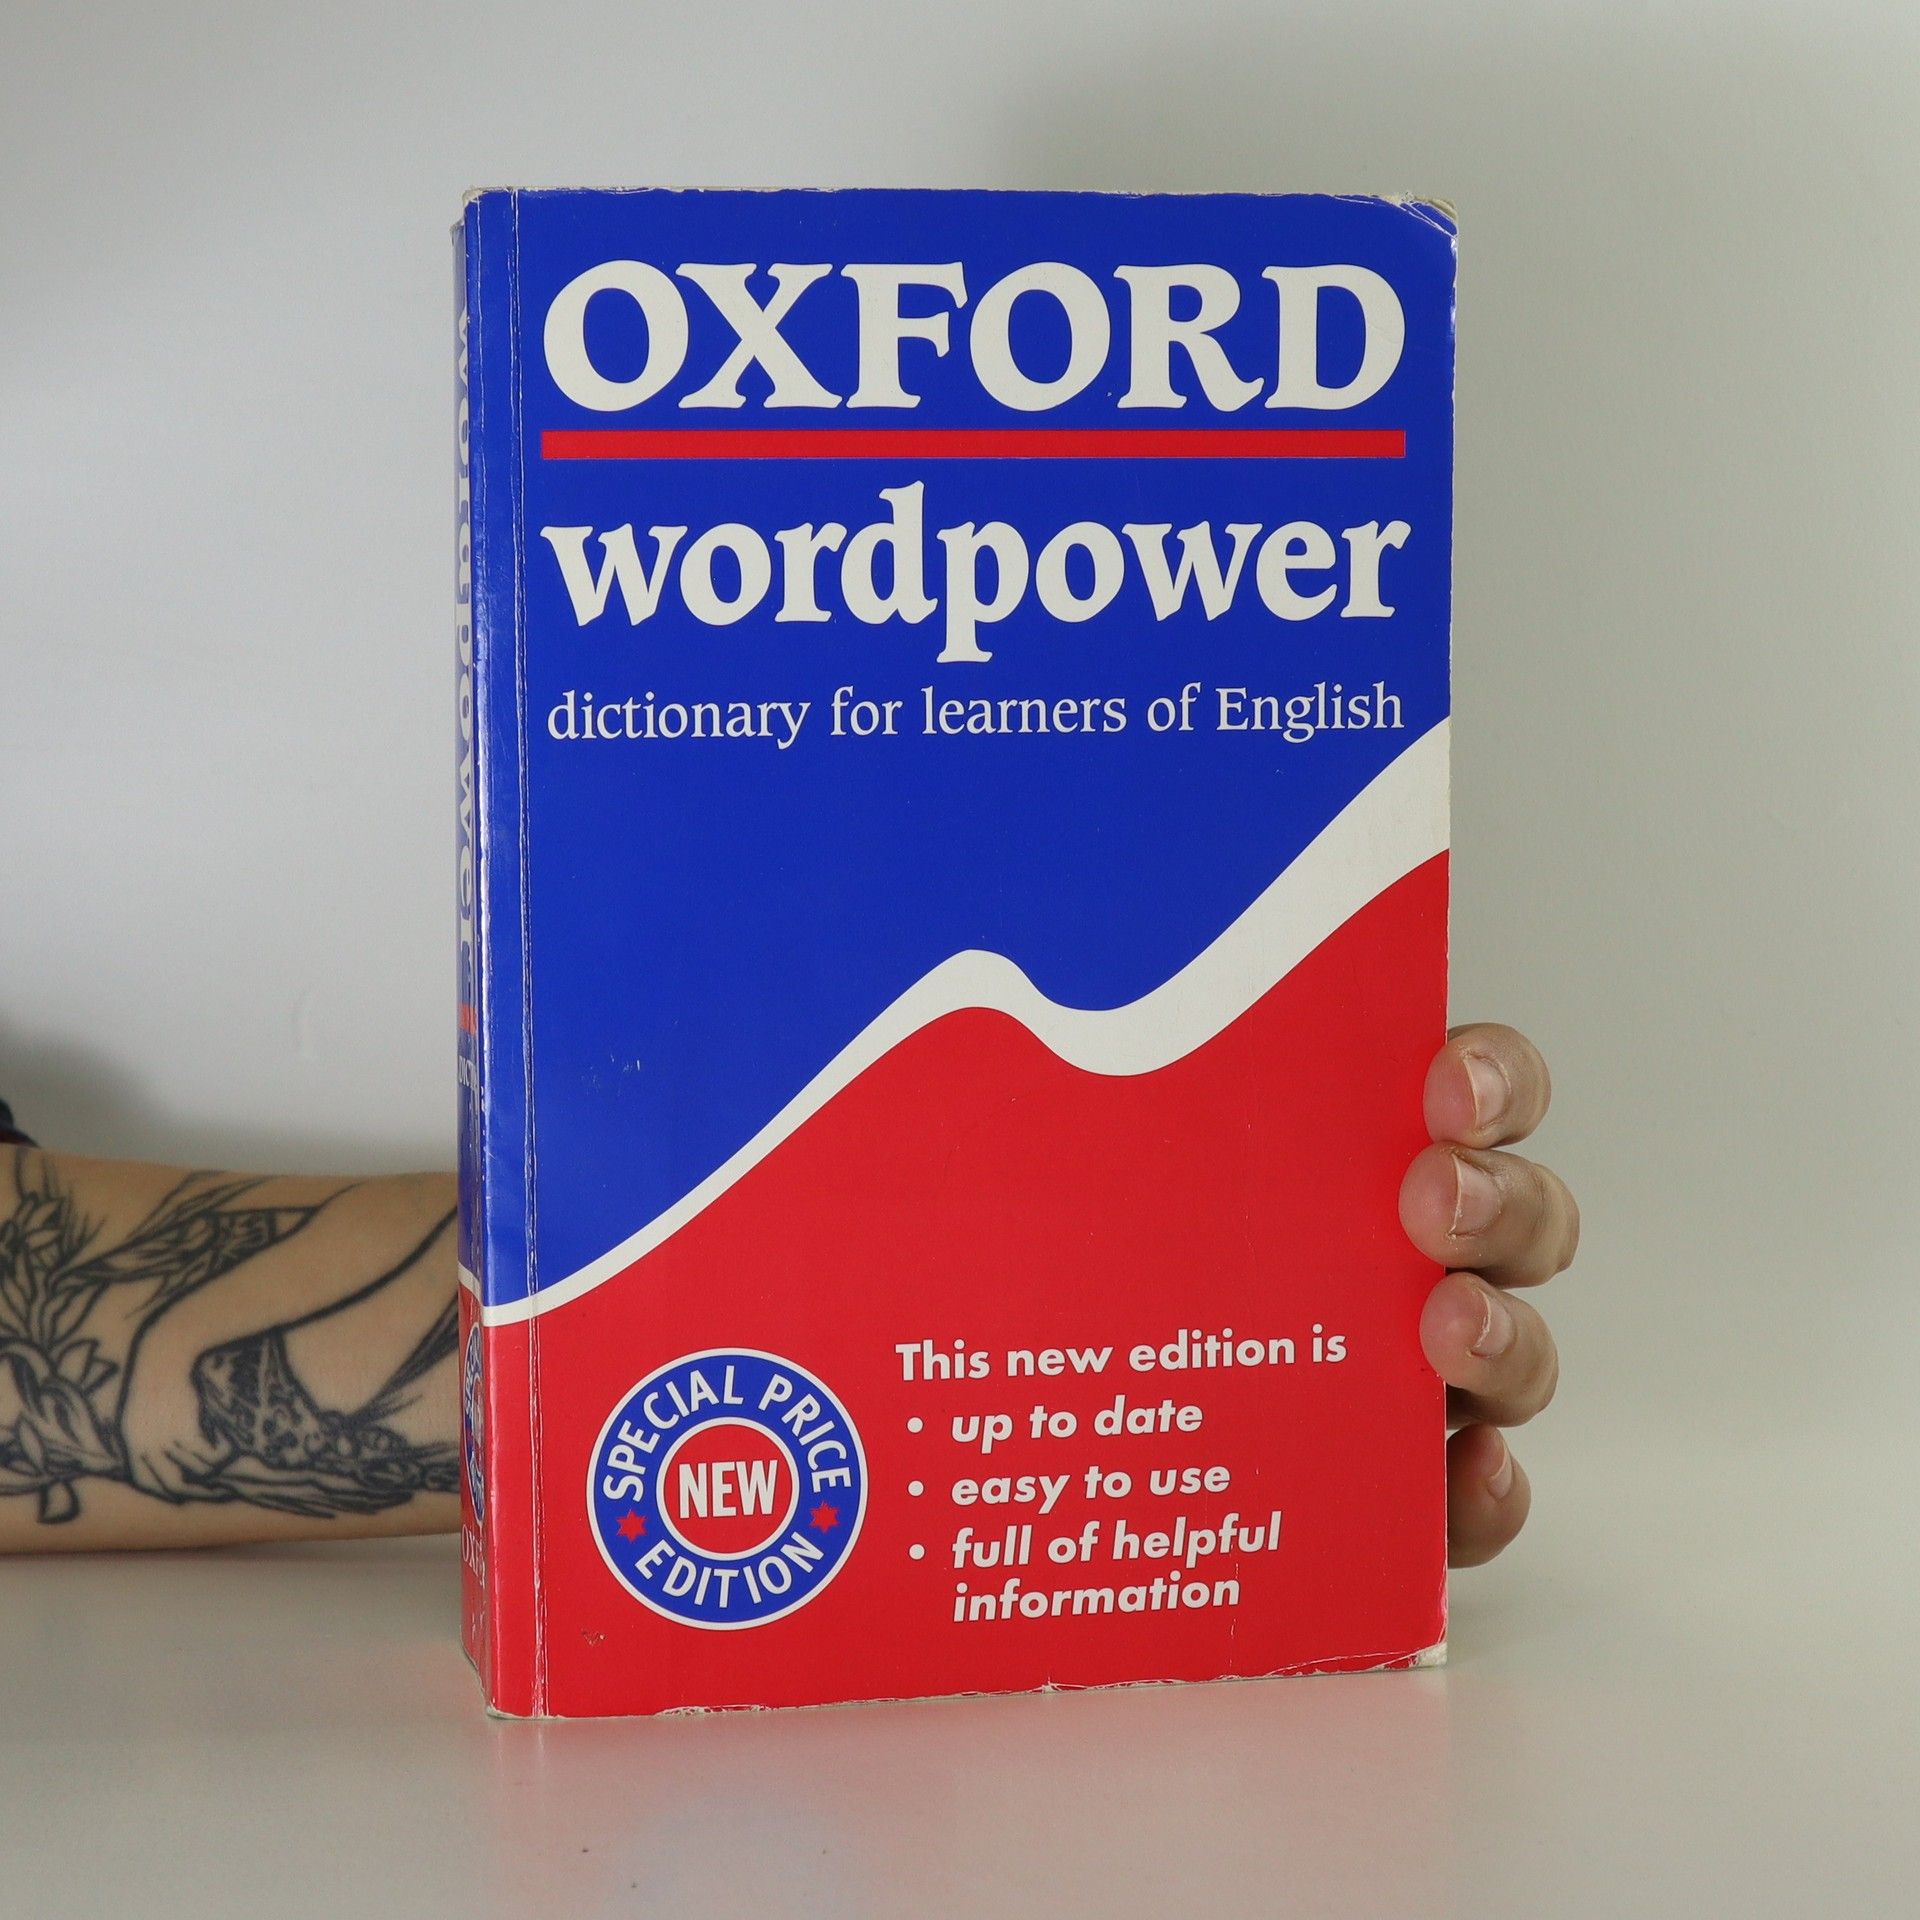 OXFORD
wordpower
dictionary for learners of English
This new edition is
• up to date
• easy to use
• full of helpful
information
SPECIAL PRICE
NEW
EDITION
wordpower